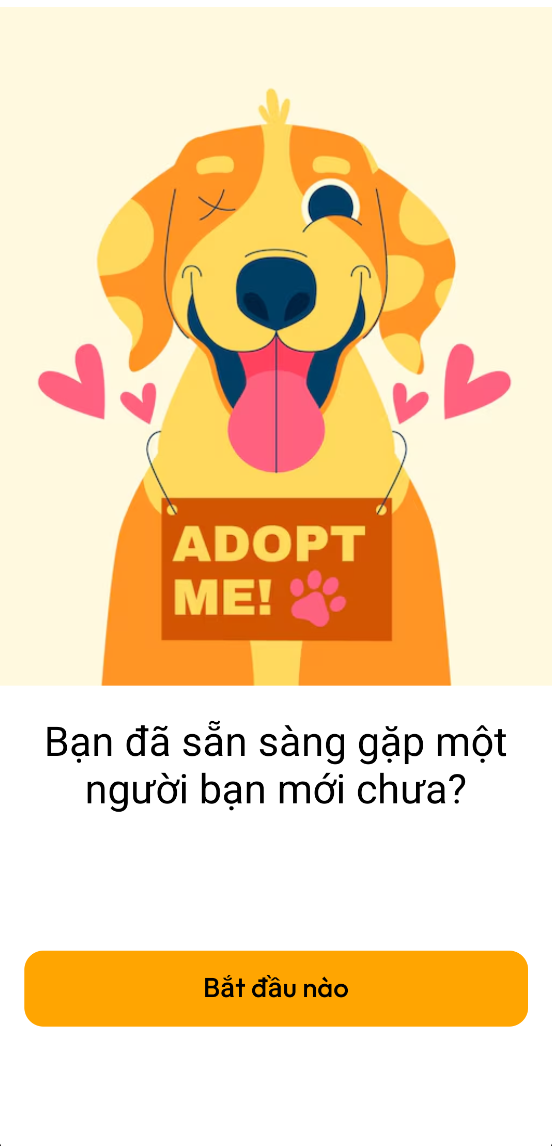 ADOPT
ME!
Bạn đã sẵn sàng gặp một
người bạn mới chưa?
Bắt đầu nào